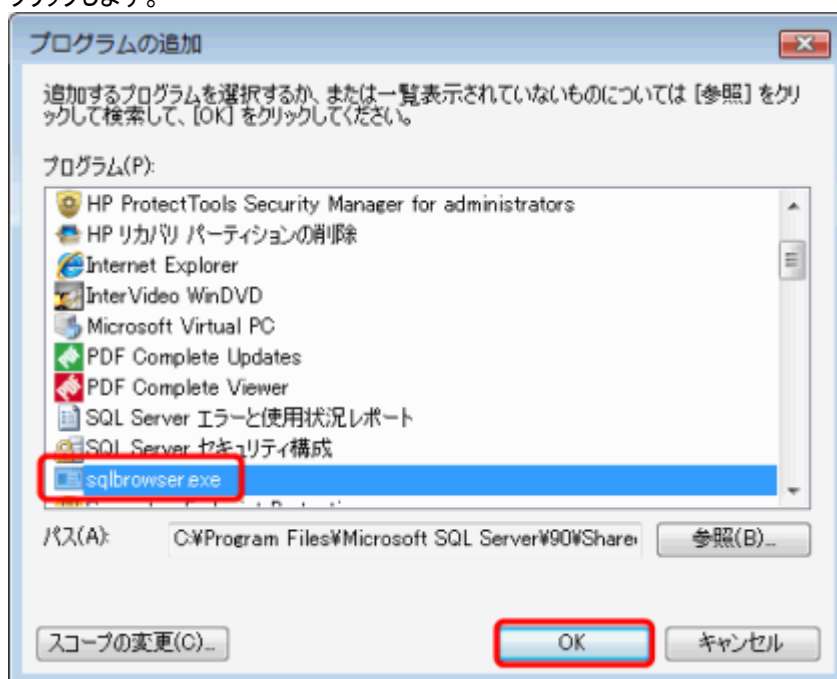 クリックします。
プログラムの追加
追加するプログラムを選択するか、または一覧表示されていないものについては [参照] をクリ
ックして検索して、[OK] をクリックしてください。
プログラム(P):
HP ProtectTools Security Manager for administrators
HP リカバリ パーティションの削除
Internet Explorer
InterVideo WinDVD
Microsoft Virtual PC
PDF Complete Updates
PDF Complete Viewer
SQL Server エラーと使用状況レポート
SQL Server セキュリティ構成
sqlbrowser.exe
パス(A): C:¥Program Files¥Microsoft SQL Server¥90¥Share 参照(B)...
スコープの変更(C)... OK キャンセル